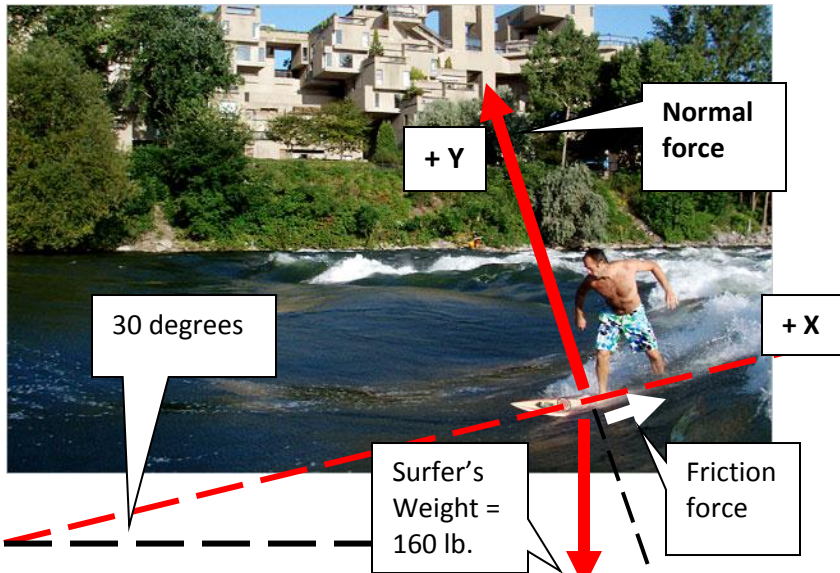 Normal
force
+ Y
30 degrees
+ X
Surfer's
Weight =
160 lb.
Friction
force